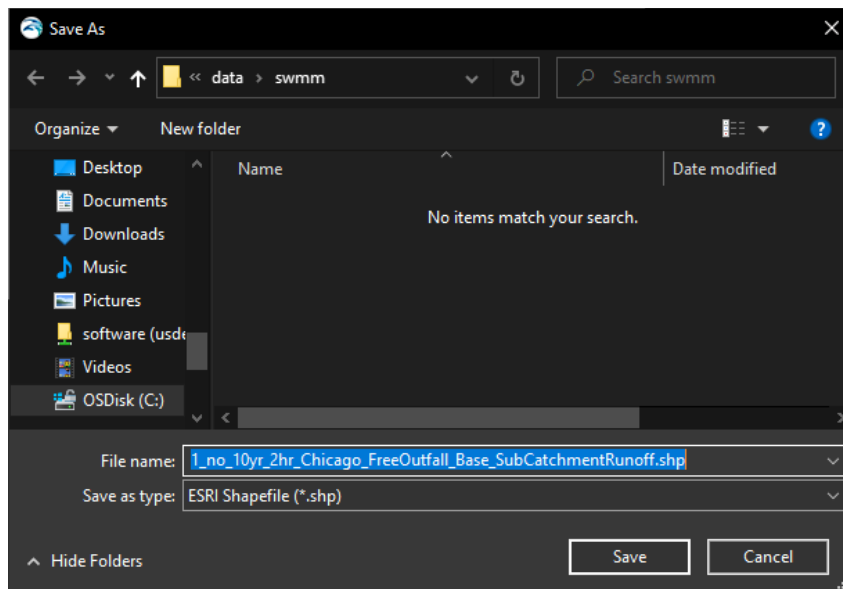 Save As
« data > swmm
Search swmm
Organize
New folder
Name
Date modified
No items match your search.
Desktop
Documents
Downloads
Music
Pictures
software (usde
Videos
OSDisk (C:)
File name: 1_no_10yr_2hr_Chicago_FreeOutfall_Base_SubCatchmentRunoff.shp
Save as type: ESRI Shapefile (*.shp)
Hide Folders
Save
Cancel